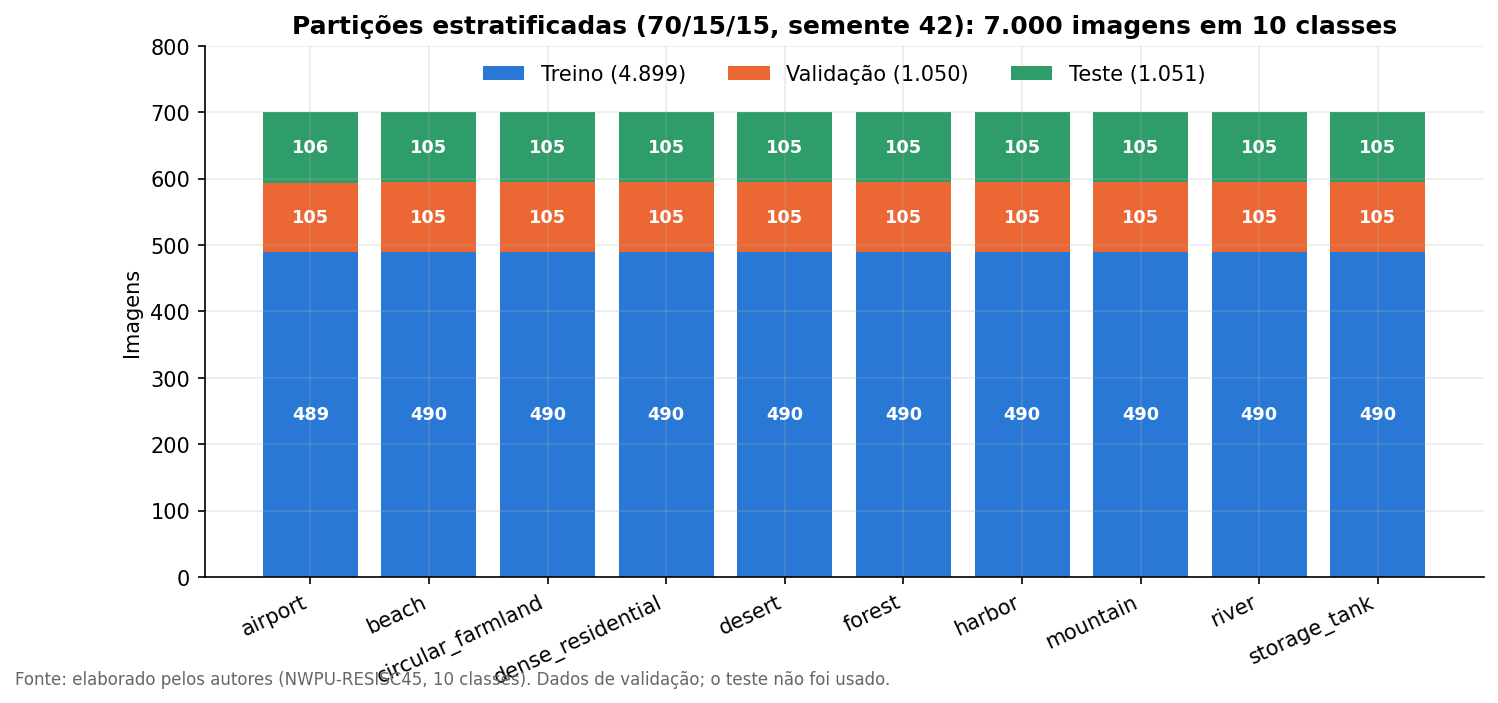 Partições estratificadas (70/15/15, semente 42): 7.000 imagens em 10 classes
Treino (4.899) Validação (1.050) Teste (1.051)
Imagens
800
700
600
500
400
300
200
100
0
106 105 105 105 105 105 105 105 105 105
105 105 105 105 105 105 105 105 105 105
489 490 490 490 490 490 490 490 490 490
airport beach circular_farmland dense_residential desert forest harbor mountain river storage_tank
Fonte: elaborado pelos autores (NWPU-RESISC45, 10 classes). Dados de validação; o teste não foi usado.